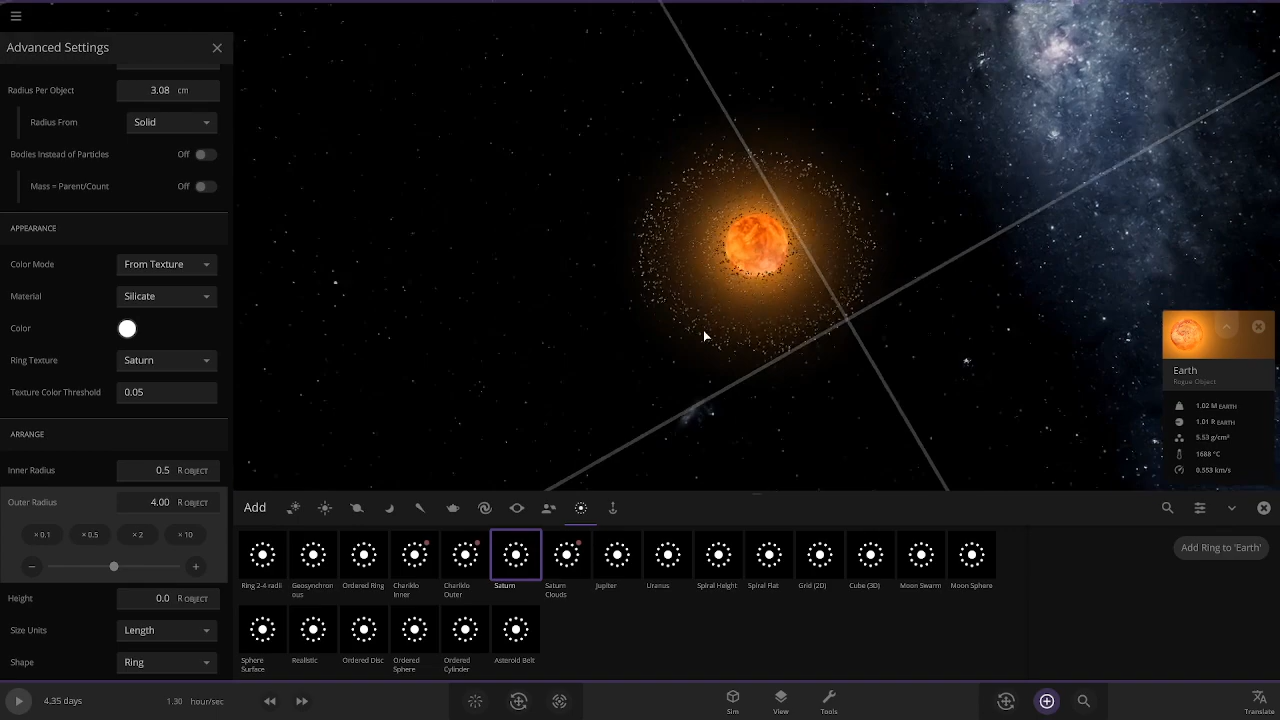 Advanced Settings
Radius Per Object 3.08 cm
Radius From Solid
Bodies Instead of Particles Off
Mass = Parent/Count Off
APPEARANCE
Color Mode From Texture
Material Silicate
Color
Ring Texture Saturn
Texture Color Threshold 0.05
ARRANGE
Inner Radius 0.5 R OBJECT
Outer Radius 4.00 R OBJECT
× 0.1 × 0.5 × 2 × 10
Height 0.0 R OBJECT
Size Units Length
Shape Ring
Earth
Rogue Object
1.02 M EARTH
1.01 R EARTH
5.53 g/cm³
1688 °C
0.553 km/s
Add
Add Ring to 'Earth'
Ring 2-4 radii
Geosynchron
ous
Ordered Ring
Chariklo
Inner
Chariklo
Outer
Saturn
Saturn
Clouds
Jupiter
Uranus
Spiral Height
Spiral Flat
Grid (2D)
Cube (3D)
Moon Swarm
Moon Sphere
Sphere
Surface
Realistic
Ordered Disc
Ordered
Sphere
Ordered
Cylinder
Asteroid Belt
4.35 days
1.30 hour/sec
Sim
View
Tools
Translate